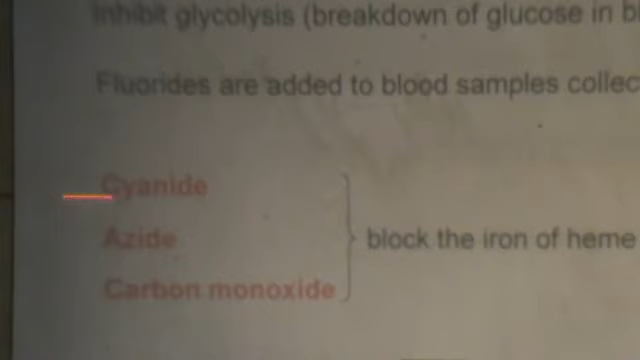 Inhibit glycolysis (breakdown of glucose in
Fluorides are added to blood samples
Cyanide
Azide
Carbon monoxide
block the iron of heme